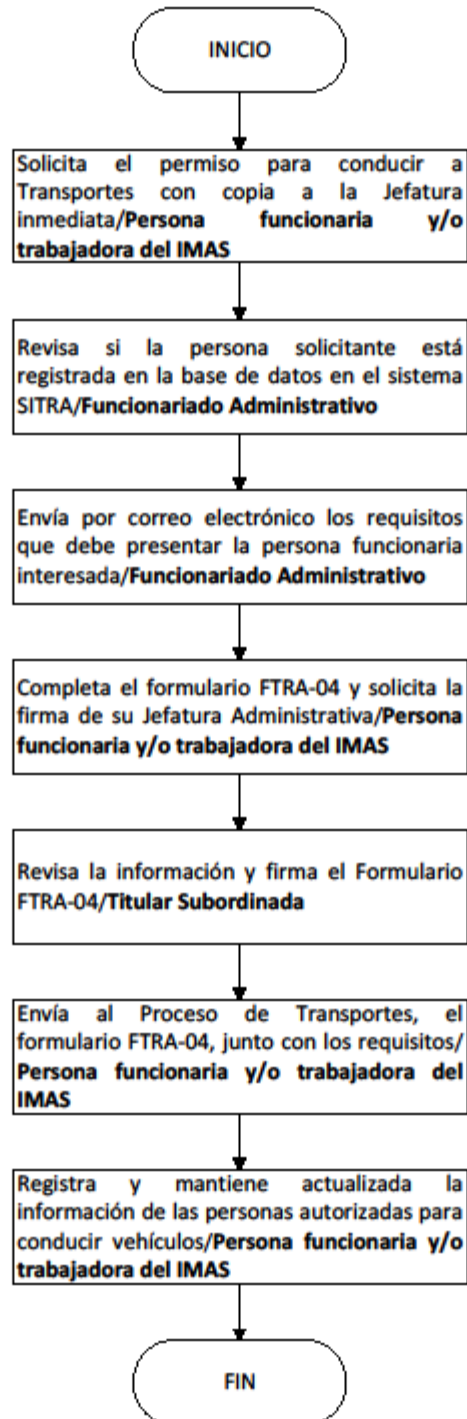 INICIO
Solicita el permiso para conducir a
Transportes con copia a la Jefatura
inmediata/Persona funcionaria y/o
trabajadora del IMAS
Revisa si la persona solicitante está
registrada en la base de datos en el sistema
SITRA/Funcionariado Administrativo
Envía por correo electrónico los requisitos
que debe presentar la persona funcionaria
interesada/Funcionariado Administrativo
Completa el formulario FTRA-04 y solicita la
firma de su Jefatura Administrativa/Persona
funcionaria y/o trabajadora del IMAS
Revisa la información y firma el Formulario
FTRA-04/Titular Subordinada
Envía al Proceso de Transportes, el
formulario FTRA-04, junto con los requisitos/
Persona funcionaria y/o trabajadora del
IMAS
Registra y mantiene actualizada la
información de las personas autorizadas para
conducir vehículos/Persona funcionaria y/o
trabajadora del IMAS
FIN